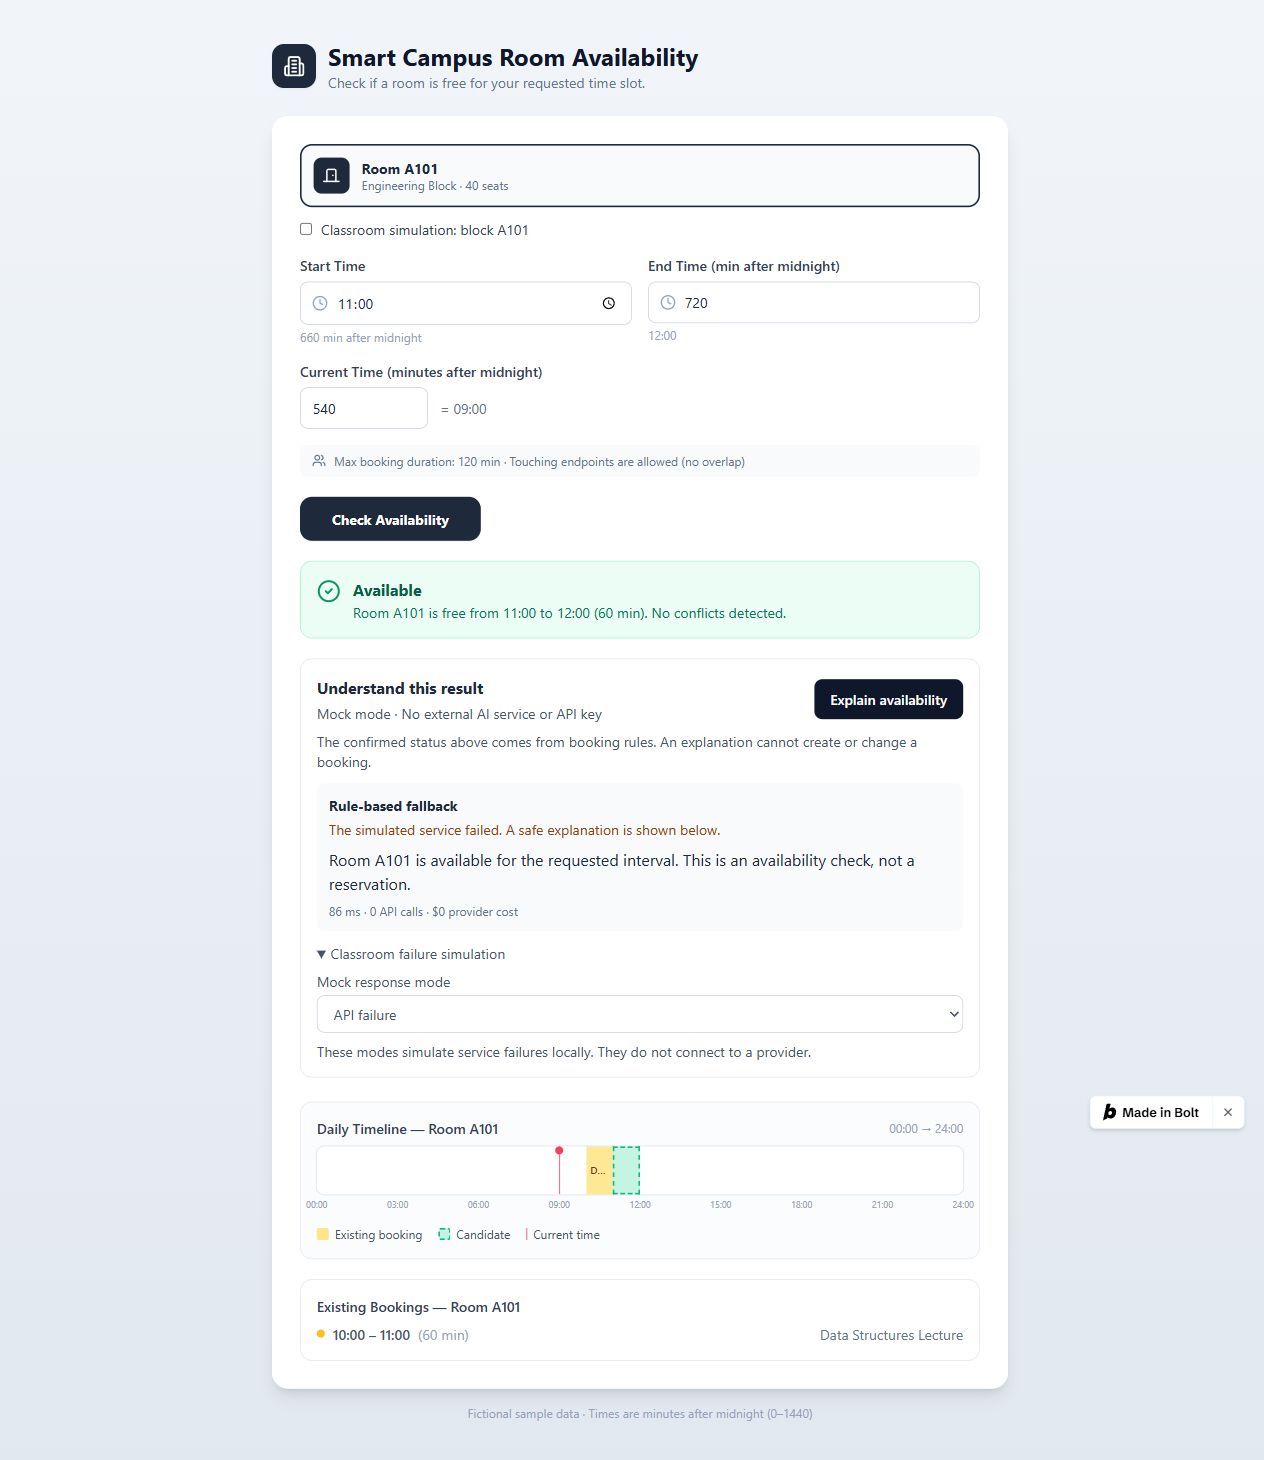 Smart Campus Room Availability
Check if a room is free for your requested time slot.
Room A101
Engineering Block · 40 seats
Classroom simulation: block A101
Start Time
11:00
660 min after midnight
End Time (min after midnight)
720
12:00
Current Time (minutes after midnight)
540
= 09:00
Max booking duration: 120 min · Touching endpoints are allowed (no overlap)
Check Availability
Available
Room A101 is free from 11:00 to 12:00 (60 min). No conflicts detected.
Understand this result
Mock mode · No external AI service or API key
Explain availability
The confirmed status above comes from booking rules. An explanation cannot create or change a
booking.
Rule-based fallback
The simulated service failed. A safe explanation is shown below.
Room A101 is available for the requested interval. This is an availability check, not a
reservation.
86 ms · 0 API calls · $0 provider cost
▼ Classroom failure simulation
Mock response mode
API failure
These modes simulate service failures locally. They do not connect to a provider.
Made in Bolt ×
Daily Timeline — Room A101
00:00 → 24:00
D...
00:00 03:00 06:00 09:00 12:00 15:00 18:00 21:00 24:00
Existing booking Candidate Current time
Existing Bookings — Room A101
10:00 – 11:00 (60 min) Data Structures Lecture
Fictional sample data · Times are minutes after midnight (0–1440)